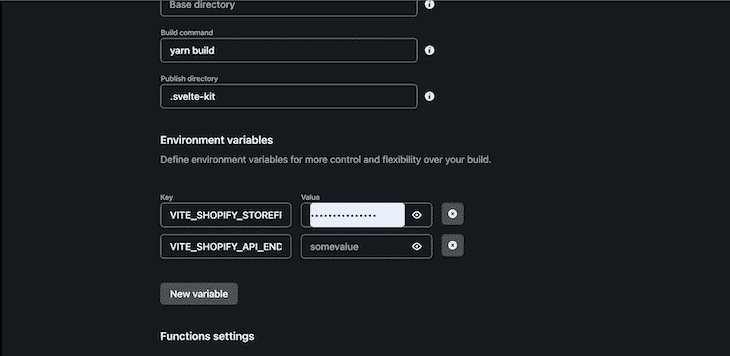 Base directory
Build command
yarn build
Publish directory
.svelte-kit
Environment variables
Define environment variables for more control and flexibility over your build.
Key Value
VITE_SHOPIFY_STOREFI
VITE_SHOPIFY_API_END somevalue
New variable
Functions settings